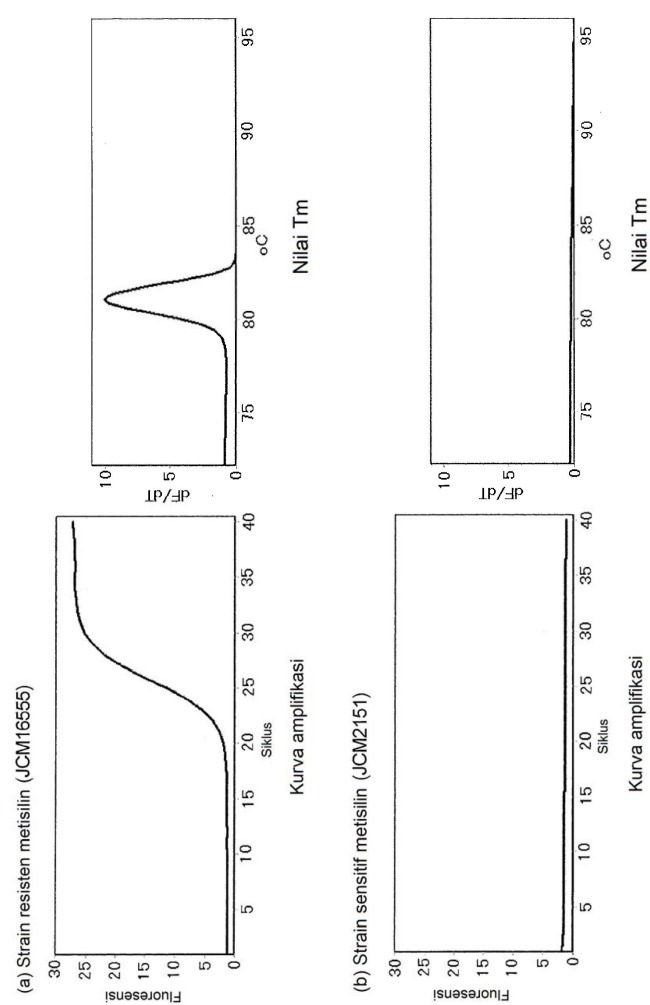 (a) Strain resisten metisilin (JCM16555)
Fluoresensi
30
25
20
15
10
5
0
5 10 15 20 25 30 35 40
Siklus
Kurva amplifikasi
dF/dT
10
5
0
75 80 85 90 95
oC
Nilai Tm
(b) Strain sensitif metisilin (JCM2151)
Fluoresensi
30
25
20
15
10
5
0
5 10 15 20 25 30 35 40
Siklus
Kurva amplifikasi
dF/dT
10
5
0
75 80 85 90 95
oC
Nilai Tm